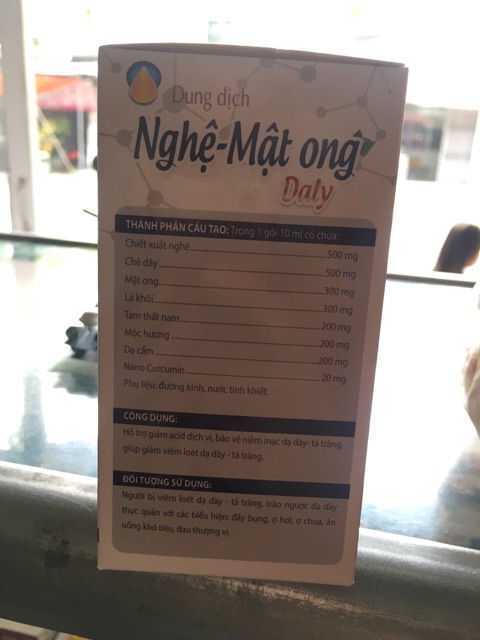 Dung dịch
Nghệ-Mật ong
Daly
THÀNH PHẦN CẤU TẠO: Trong 1 gói 10 ml có chứa:
Chiết xuất nghệ 500 mg
Chè dây 500 mg
Mật ong 300 mg
Lá khôi 300 mg
Tam thất nam 200 mg
Mộc hương 200 mg
Dạ cẩm 200 mg
Nano Curcumin 20 mg
Phụ liệu: đường kính, nước tinh khiết.
CÔNG DỤNG:
Hỗ trợ giảm acid dịch vị, bảo vệ niêm mạc dạ dày- tá tràng,
giúp giảm viêm loét dạ dày - tá tràng.
ĐỐI TƯỢNG SỬ DỤNG:
Người bị viêm loét dạ dày - tá tràng, trào ngược dạ dày
thực quản với các biểu hiện: đầy bụng, ợ hơi, ợ chua, ăn
uống khó tiêu, đau thượng vị.